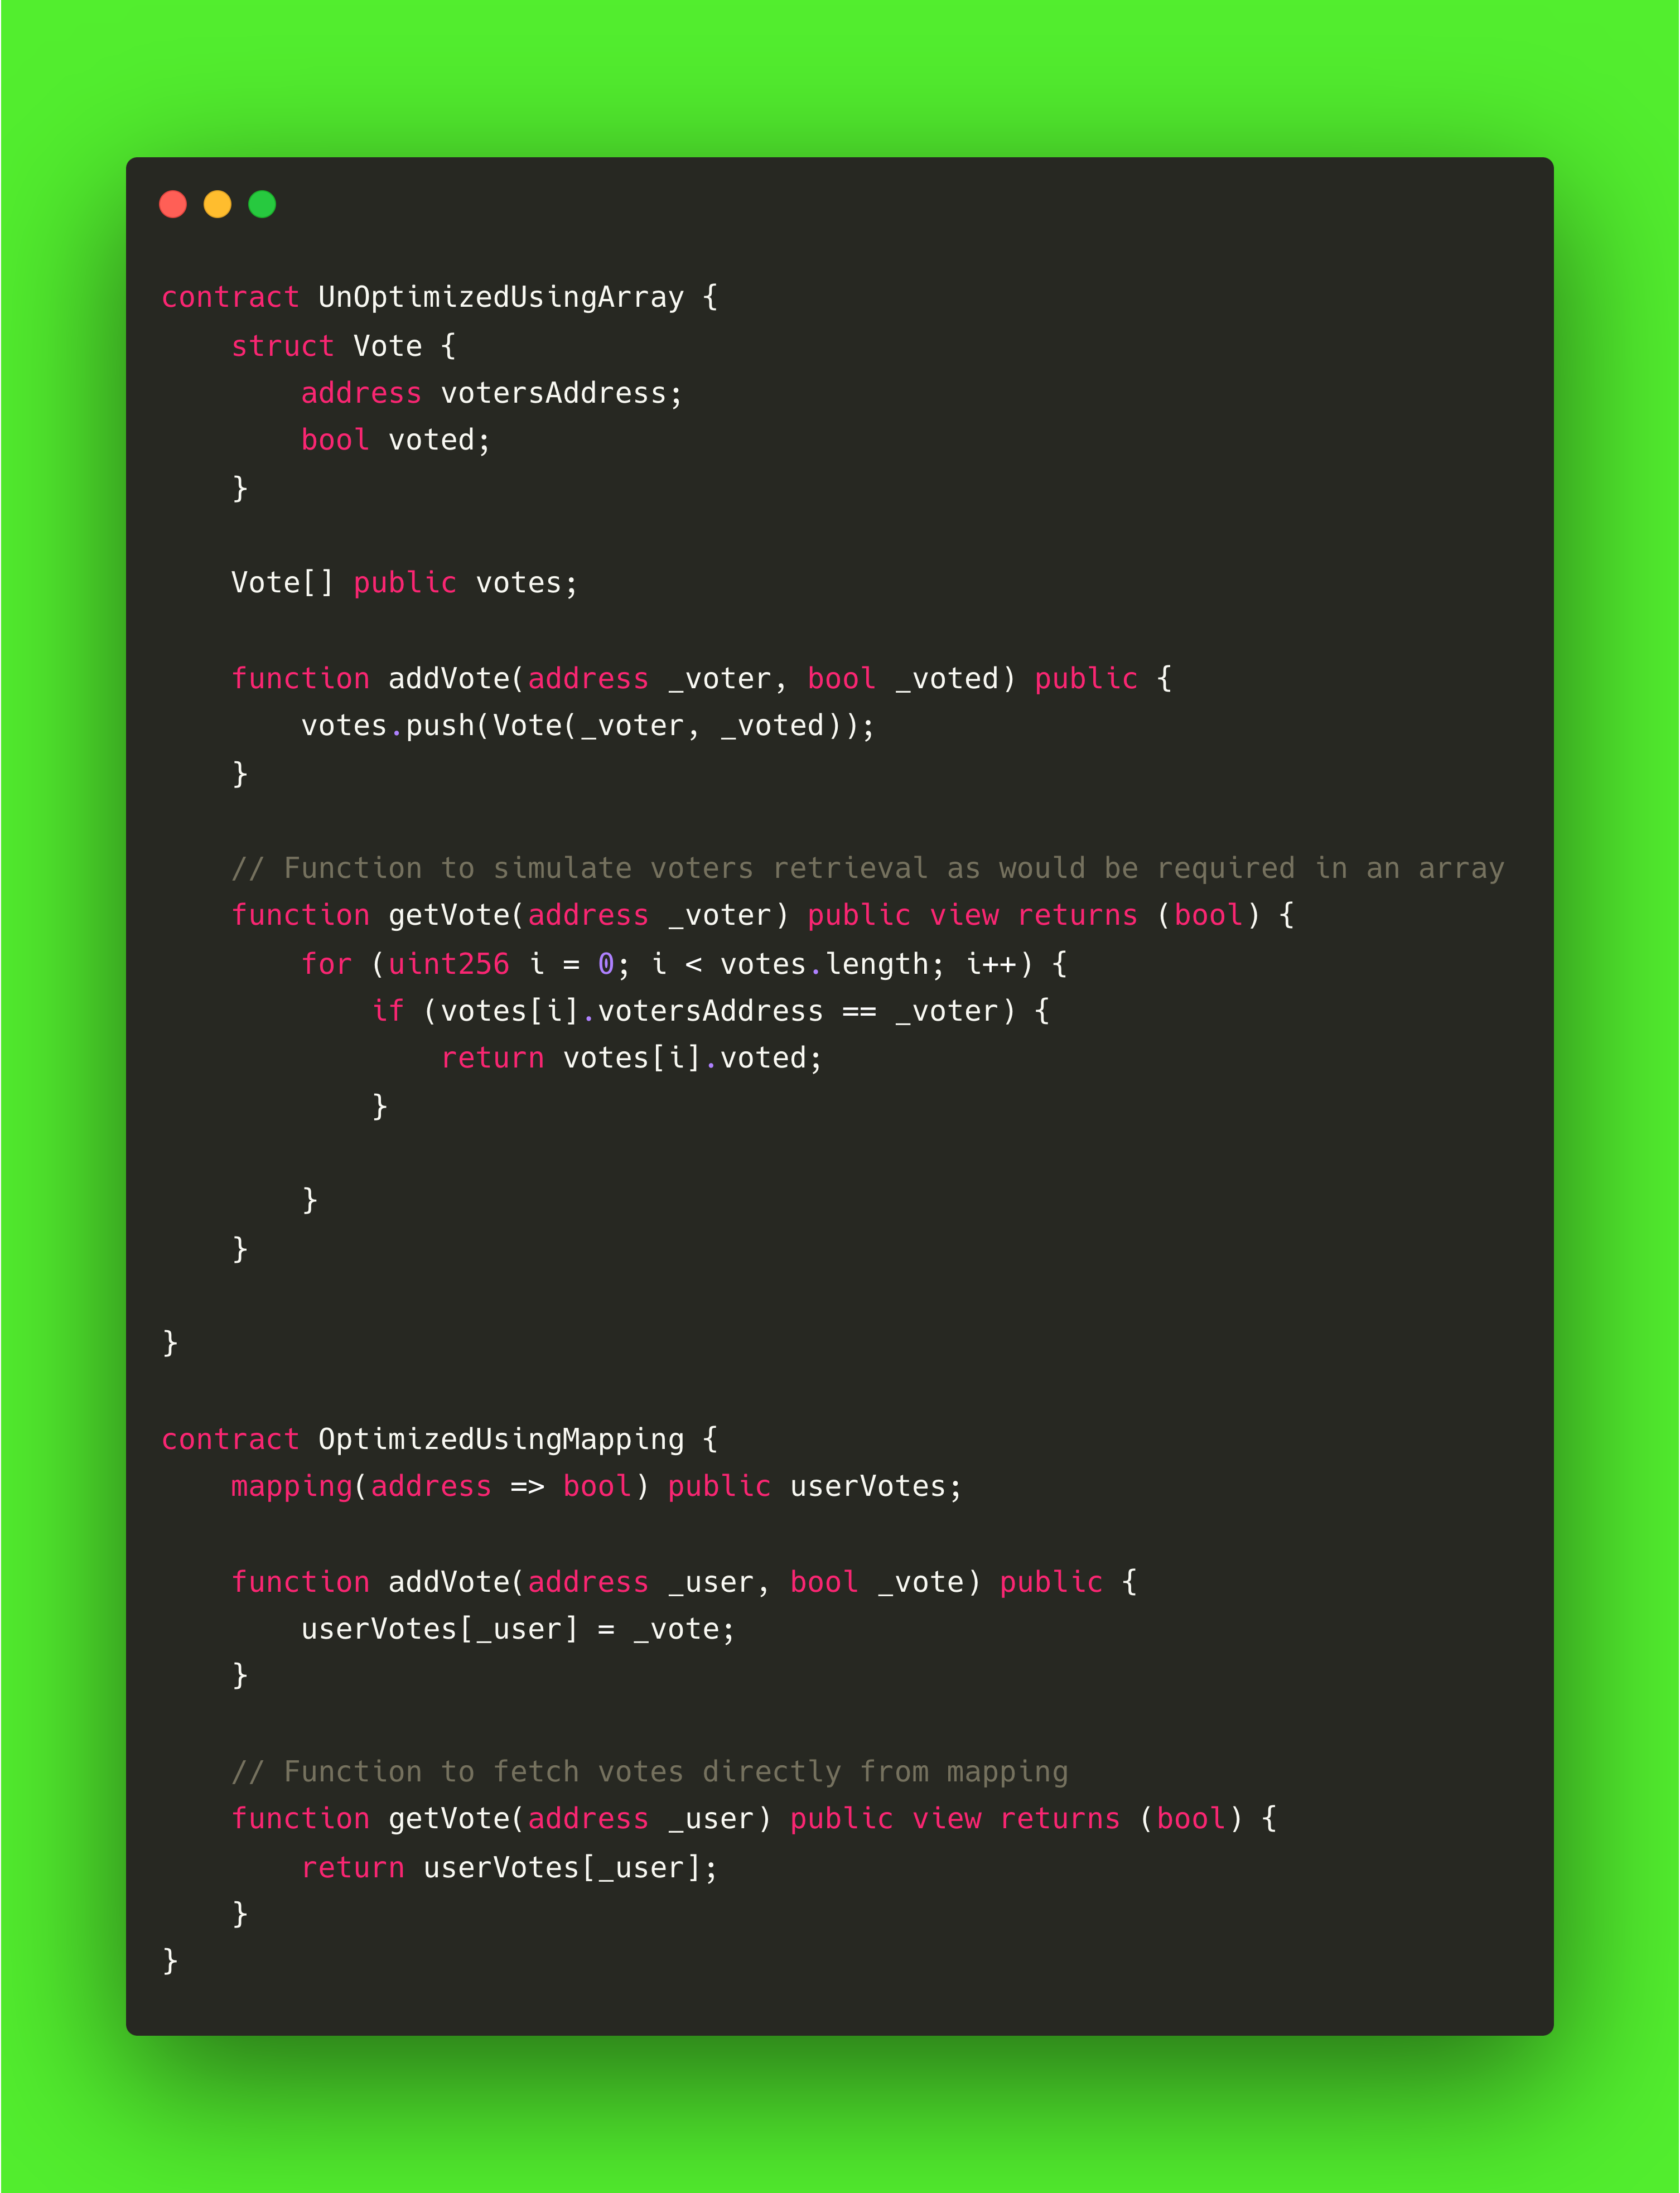 contract UnOptimizedUsingArray {
    struct Vote {
        address votersAddress;
        bool voted;
    }

    Vote[] public votes;

    function addVote(address _voter, bool _voted) public {
        votes.push(Vote(_voter, _voted));
    }

    // Function to simulate voters retrieval as would be required in an array
    function getVote(address _voter) public view returns (bool) {
        for (uint256 i = 0; i < votes.length; i++) {
            if (votes[i].votersAddress == _voter) {
                return votes[i].voted;
            }

        }
    }

}

contract OptimizedUsingMapping {
    mapping(address => bool) public userVotes;

    function addVote(address _user, bool _vote) public {
        userVotes[_user] = _vote;
    }

    // Function to fetch votes directly from mapping
    function getVote(address _user) public view returns (bool) {
        return userVotes[_user];
    }
}